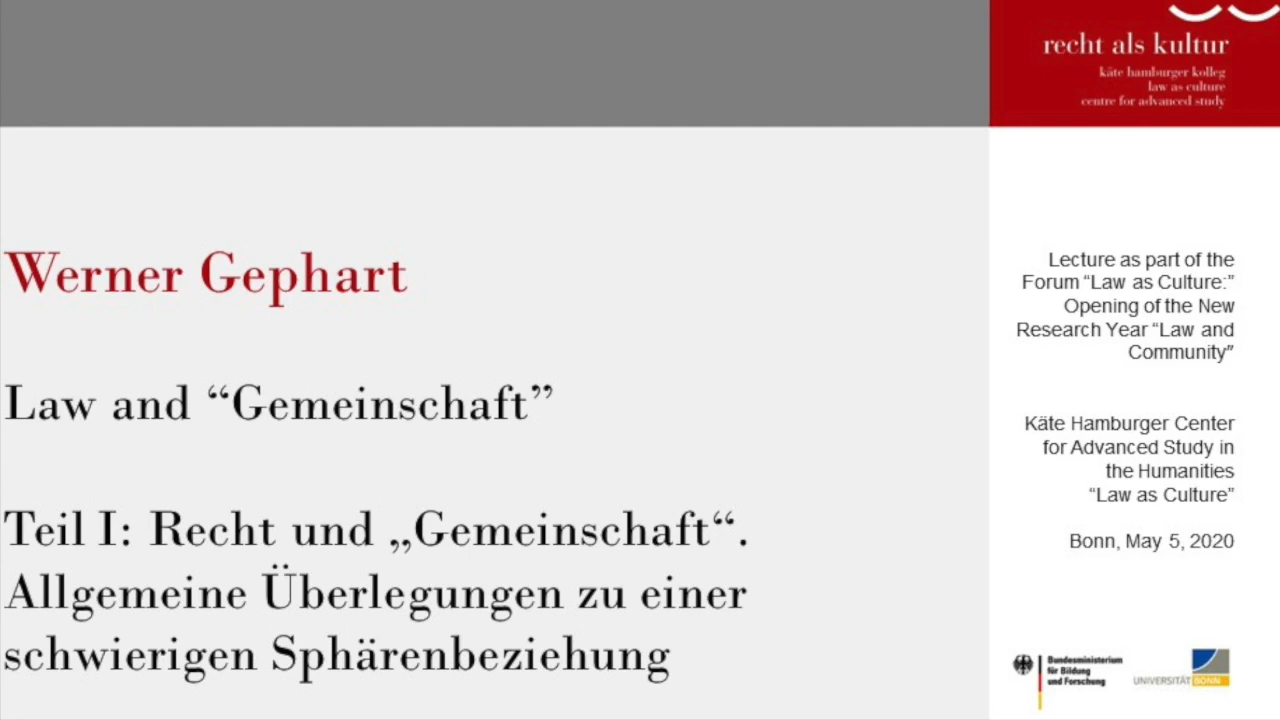 recht als kultur
käte hamburger kolleg
law as culture
centre for advanced study
Werner Gephart
Law and “Gemeinschaft”
Teil I: Recht und „Gemeinschaft“.
Allgemeine Überlegungen zu einer
schwierigen Sphärenbeziehung
Lecture as part of the
Forum “Law as Culture:”
Opening of the New
Research Year “Law and
Community”
Käte Hamburger Center
for Advanced Study in
the Humanities
“Law as Culture”
Bonn, May 5, 2020
Bundesministerium
für Bildung
und Forschung
UNIVERSITÄT BONN